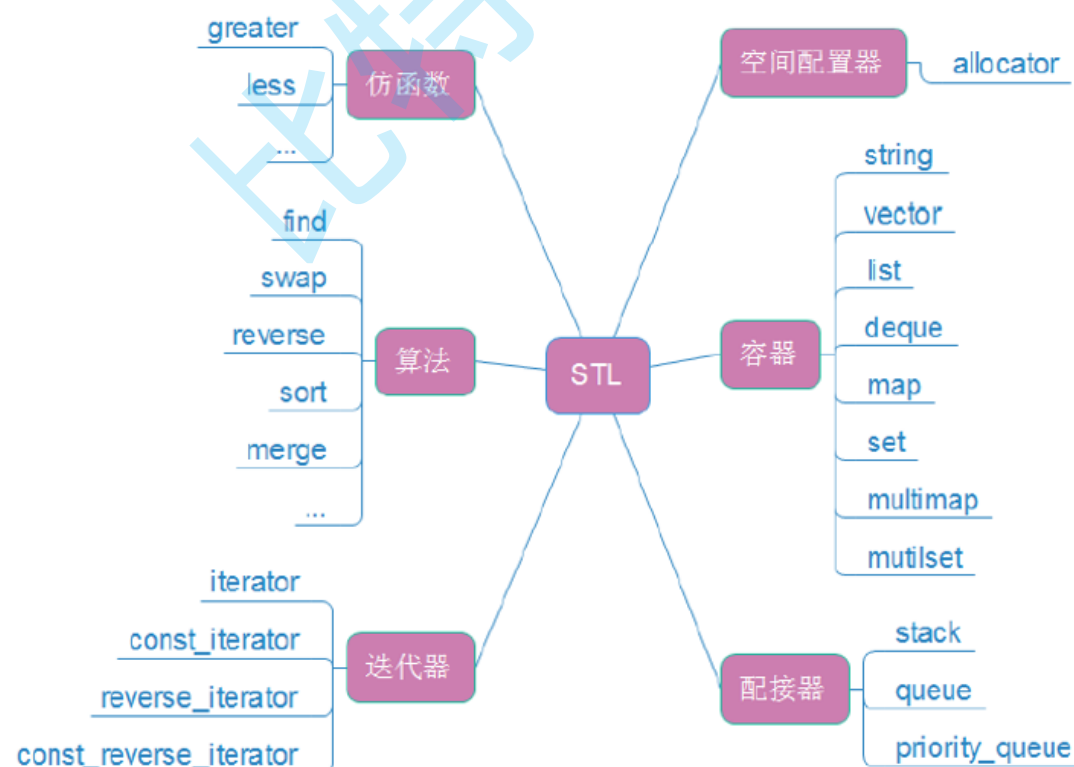 greater
less
...
仿函数
find
swap
reverse
sort
merge
...
算法
iterator
const_iterator
reverse_iterator
const_reverse_iterator
迭代器
STL
空间配置器
allocator
容器
string
vector
list
deque
map
set
multimap
mutilset
配接器
stack
queue
priority_queue
比特